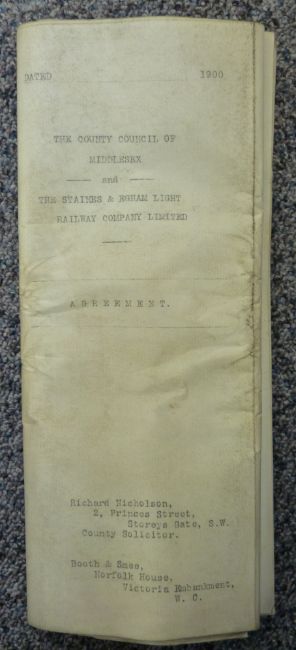 DATED 1900
THE COUNTY COUNCIL OF
MIDDLESEX
and
THE STAINES & EGHAM LIGHT
RAILWAY COMPANY LIMITED
AGREEMENT.
Richard Nicholson,
2, Princes Street,
Storeys Gate, S.W.
County Solicitor.
Booth & Smee,
Norfolk House,
Victoria Embankment,
W. C.